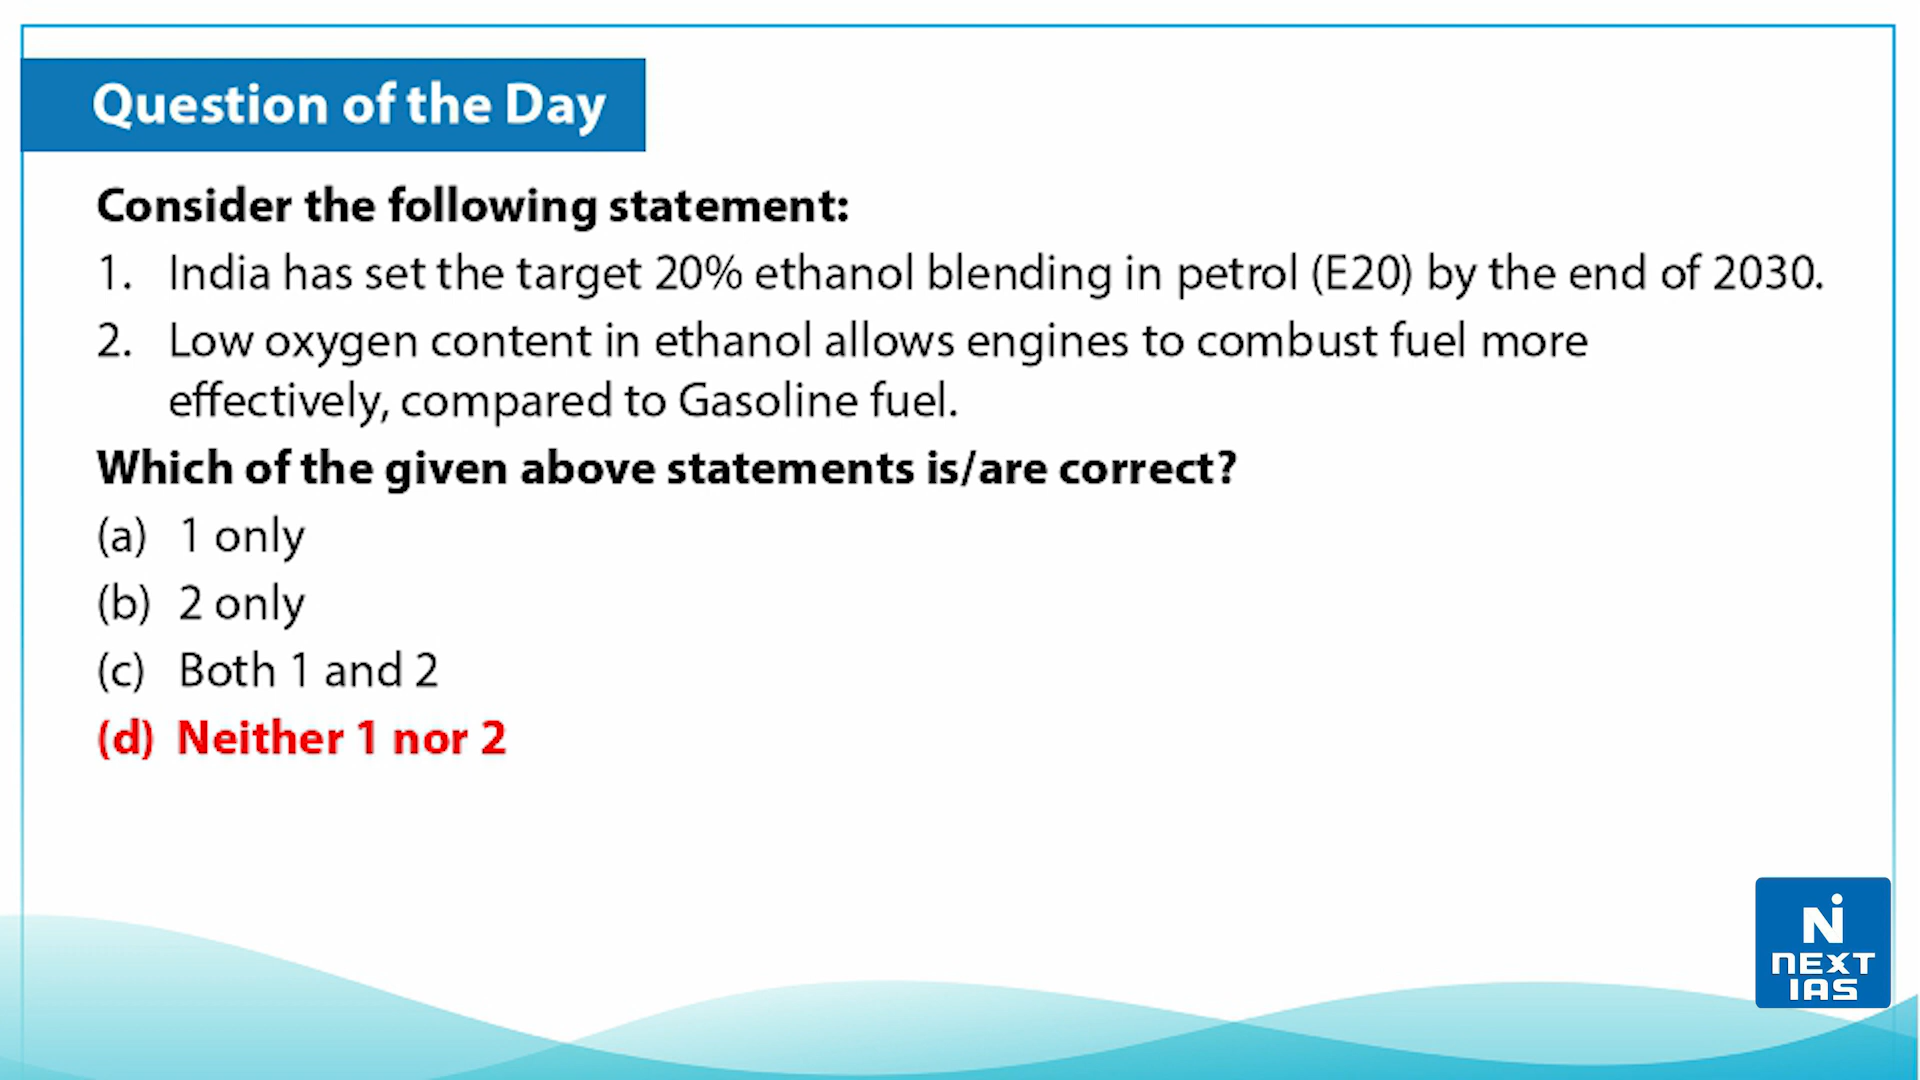 Question of the Day
Consider the following statement:
1. India has set the target 20% ethanol blending in petrol (E20) by the end of 2030.
2. Low oxygen content in ethanol allows engines to combust fuel more
effectively, compared to Gasoline fuel.
Which of the given above statements is/are correct?
(a) 1 only
(b) 2 only
(c) Both 1 and 2
(d) Neither 1 nor 2
NEXT
IAS